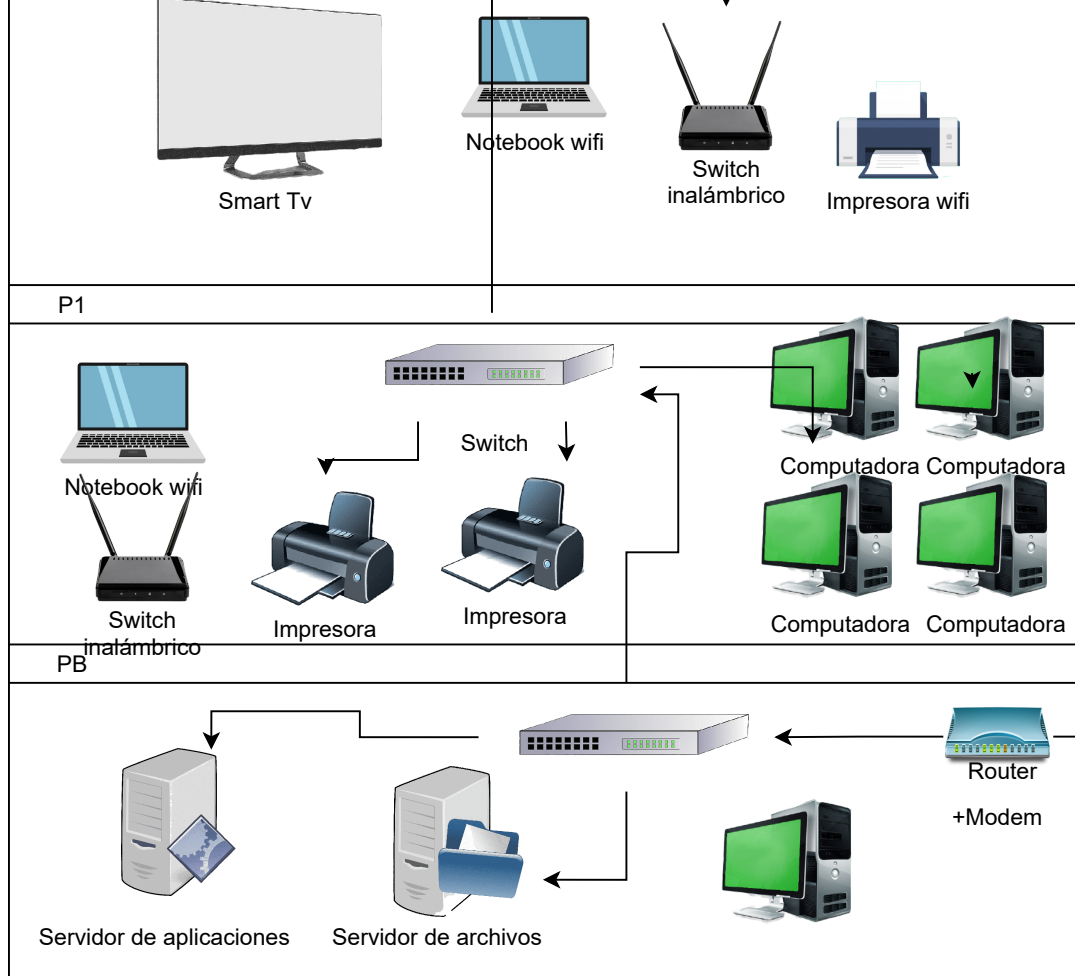 Notebook wifi
Switch
inalámbrico
Smart Tv
Impresora wifi
P1
Switch
Computadora
Computadora
Notebook wifi
Switch
inalámbrico
Impresora
Impresora
Computadora
Computadora
PB
Router
+Modem
Servidor de aplicaciones
Servidor de archivos